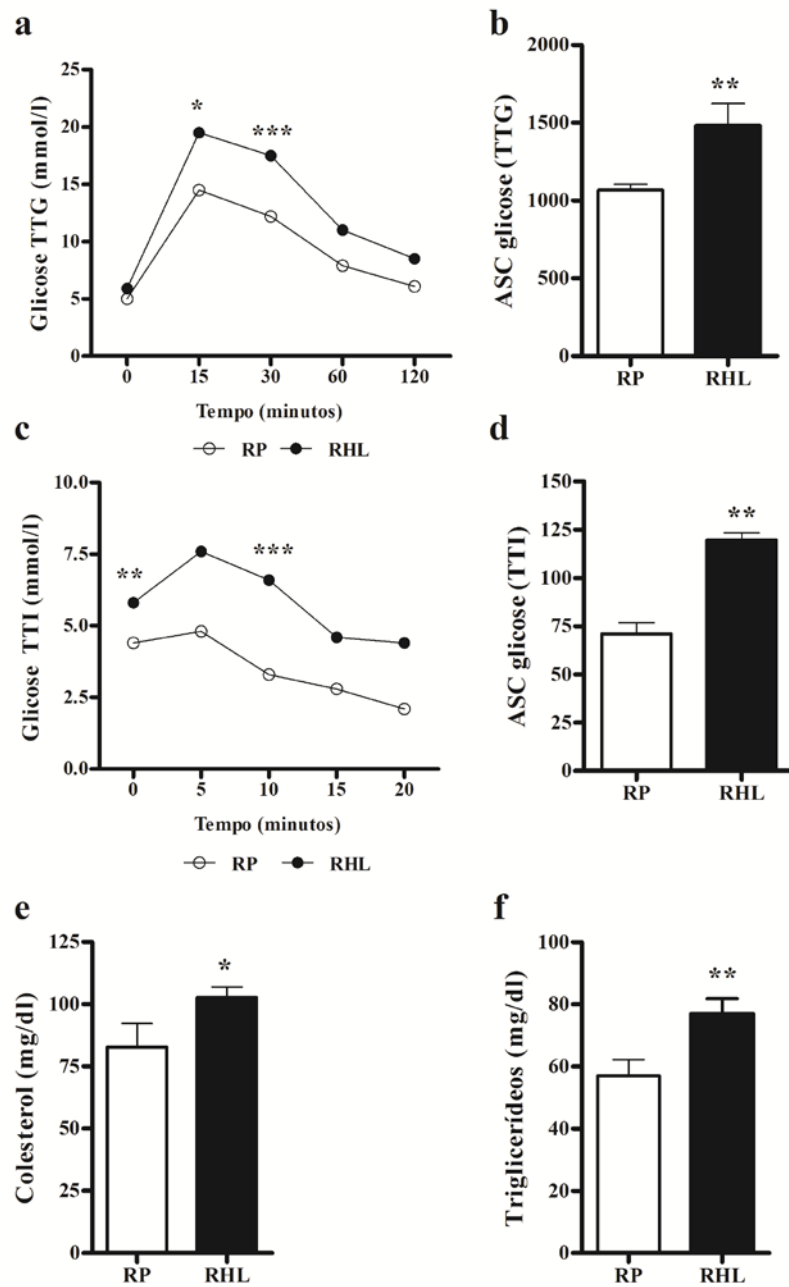 a
Glicose TTG (mmol/l)
25
20
15
10
5
0
*
***
0 15 30 60 120
Tempo (minutos)
RP RHL
b
ASC glicose (TTG)
2000
1500
1000
500
0
**
RP RHL
c
Glicose TTI (mmol/l)
10.0
7.5
5.0
2.5
0.0
**
***
0 5 10 15 20
Tempo (minutos)
RP RHL
d
ASC glicose (TTI)
150
125
100
75
50
25
0
**
RP RHL
e
Colesterol (mg/dl)
125
100
75
50
25
0
*
RP RHL
f
Triglicerídeos (mg/dl)
100
80
60
40
20
0
**
RP RHL